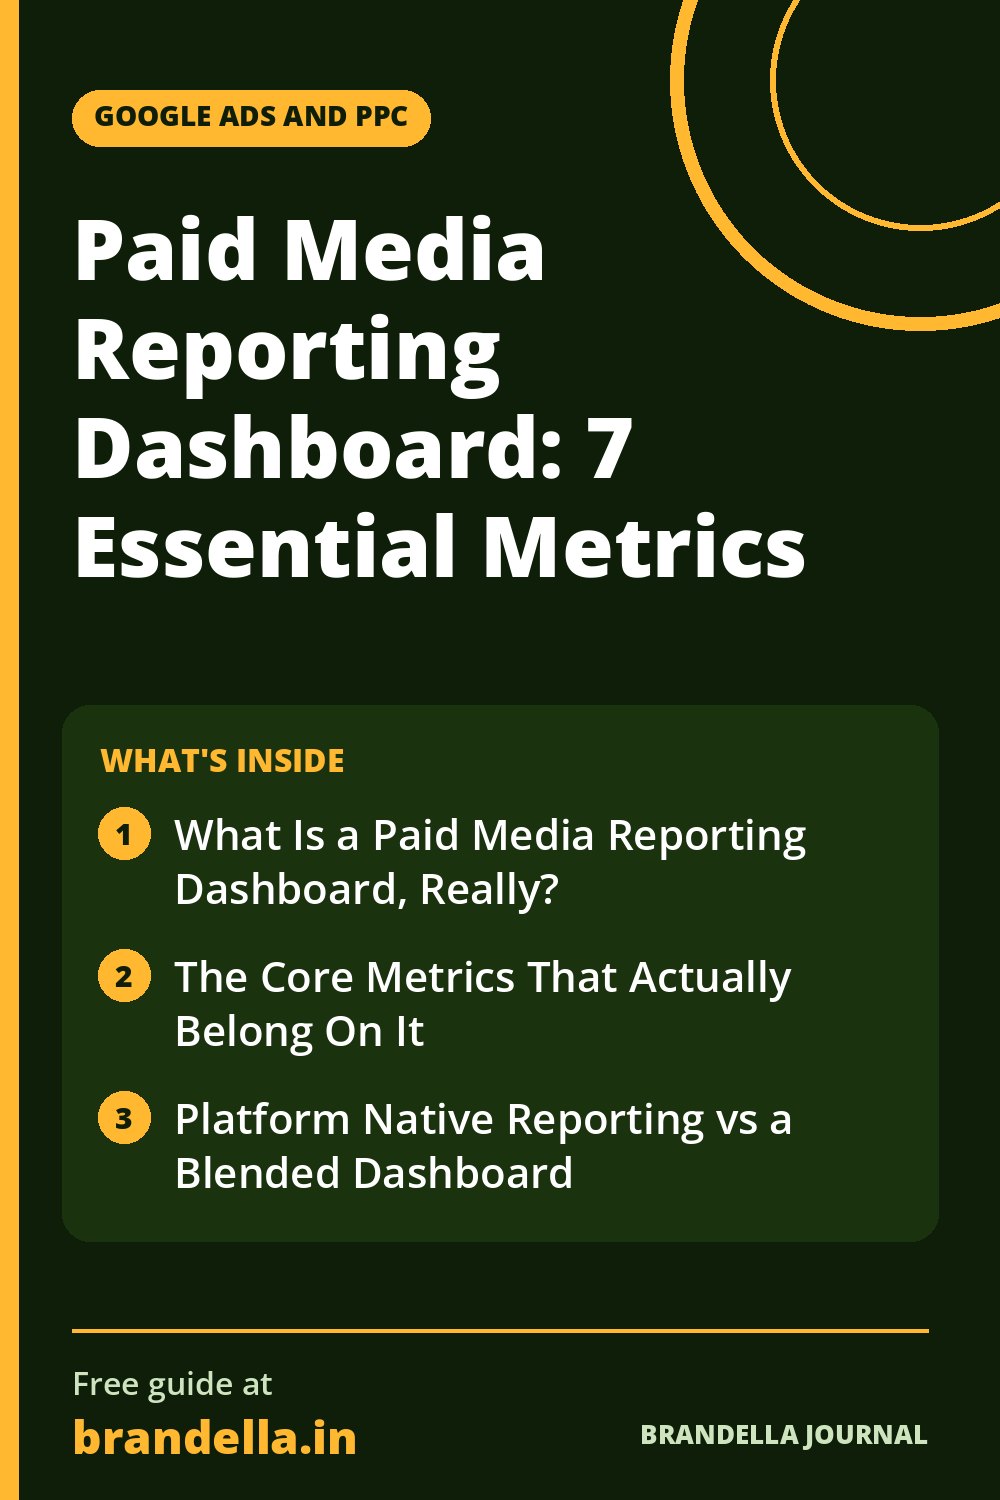 GOOGLE ADS AND PPC
Paid Media
Reporting
Dashboard: 7
Essential Metrics
WHAT'S INSIDE
1 What Is a Paid Media Reporting
Dashboard, Really?
2 The Core Metrics That Actually
Belong On It
3 Platform Native Reporting vs a
Blended Dashboard
Free guide at
brandella.in
BRANDELLA JOURNAL